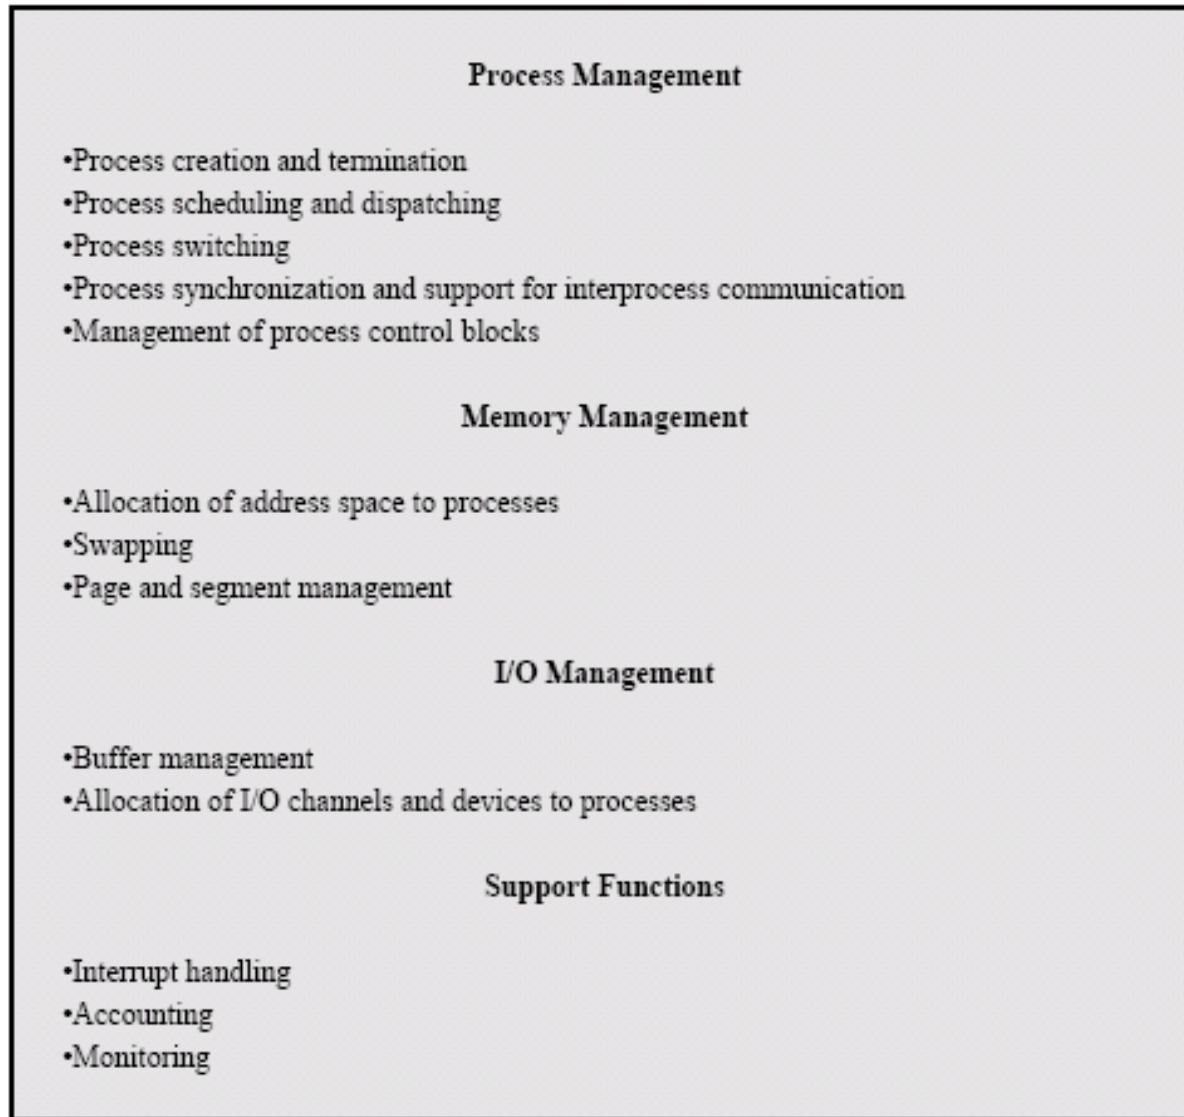 Process Management
•Process creation and termination
•Process scheduling and dispatching
•Process switching
•Process synchronization and support for interprocess communication
•Management of process control blocks
Memory Management
•Allocation of address space to processes
•Swapping
•Page and segment management
I/O Management
•Buffer management
•Allocation of I/O channels and devices to processes
Support Functions
•Interrupt handling
•Accounting
•Monitoring